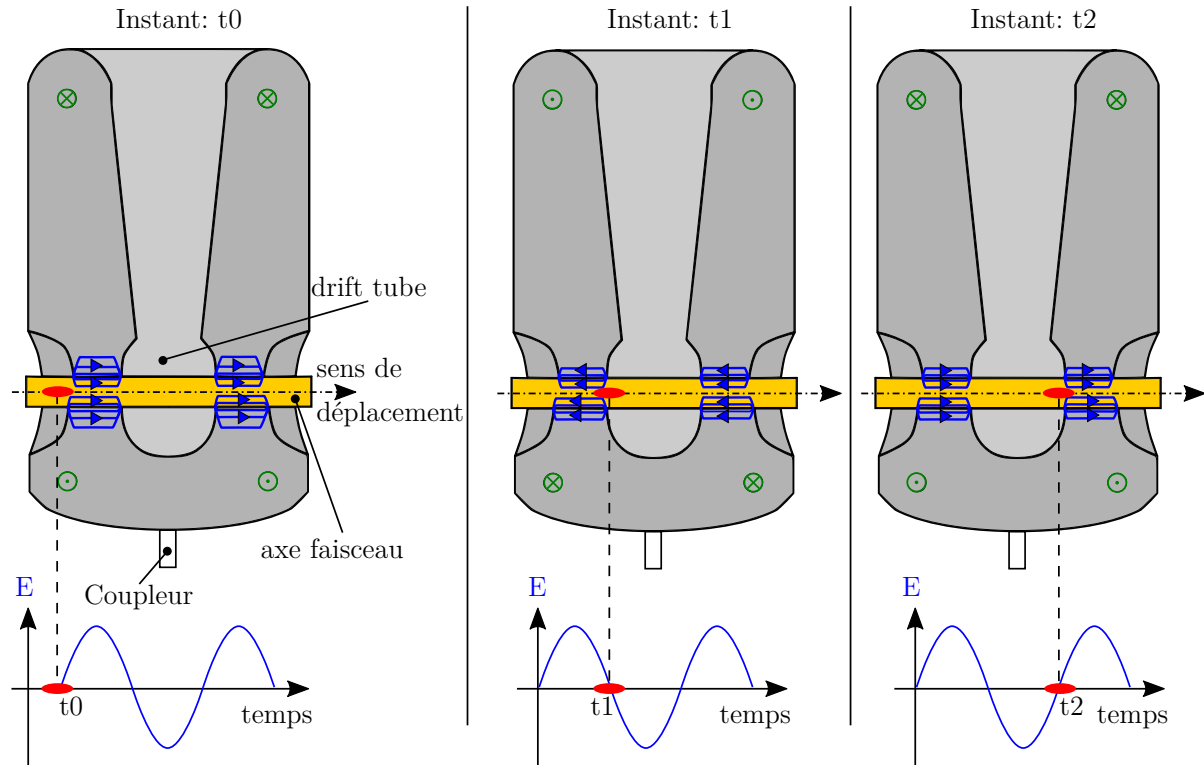 Instant: t0
Instant: t1
Instant: t2
drift tube
sens de
déplacement
axe faisceau
Coupleur
E
t0
temps
E
t1
temps
E
t2
temps